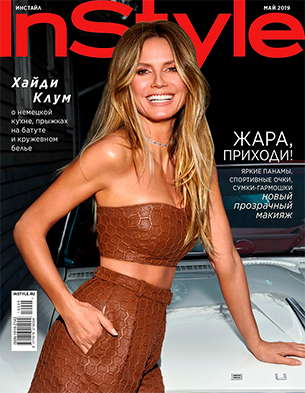 ИНСТАЙЛ
МАЙ 2019
InStyle
Хайди
Клум
о немецкой
кухне, прыжках
на батуте
и кружевном
белье
ЖАРА,
ПРИХОДИ!
ЯРКИЕ ПАНАМЫ,
СПОРТИВНЫЕ ОЧКИ,
СУМКИ-ГАРМОШКИ
новый
прозрачный
макияж
INSTYLE.RU
B U